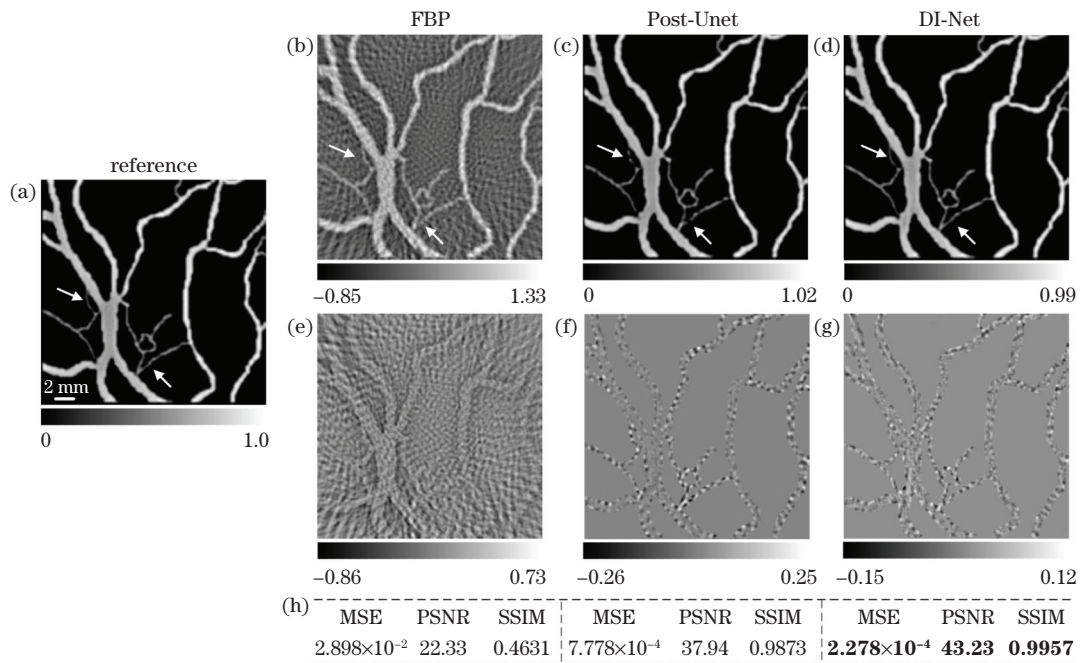 FBP Post-Unet DI-Net
(b) (c) (d)
reference
(a)
−0.85 1.33 0 1.02 0 0.99
(e) (f) (g)
2 mm
0 1.0
−0.86 0.73 −0.26 0.25 −0.15 0.12
(h)
MSE PSNR SSIM MSE PSNR SSIM MSE PSNR SSIM
2.898×10⁻² 22.33 0.4631 7.778×10⁻⁴ 37.94 0.9873 2.278×10⁻⁴ 43.23 0.9957